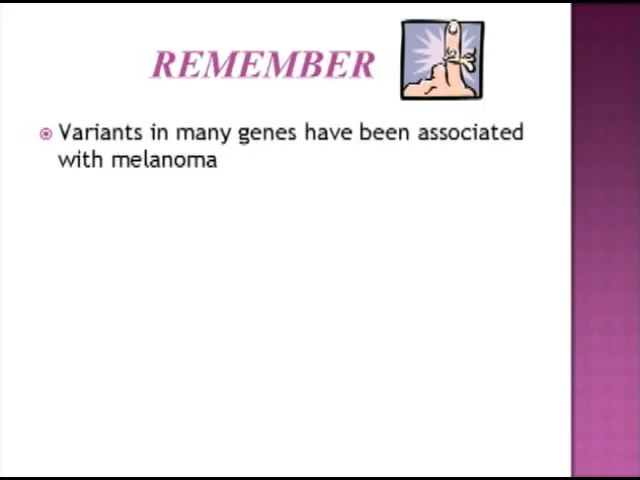 REMEMBER
Variants in many genes have been associated
with melanoma